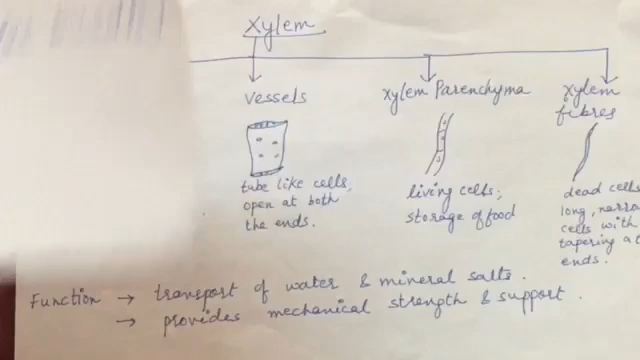 Xylem
Vessels
Xylem Parenchyma
Xylem
fibres
tube like cells,
open at both
the ends.
living cells;
storage of food
dead cells
long, narro
cells with
tapering at
ends.
Function → transport of water & mineral salts.
→ provides mechanical strength & support.